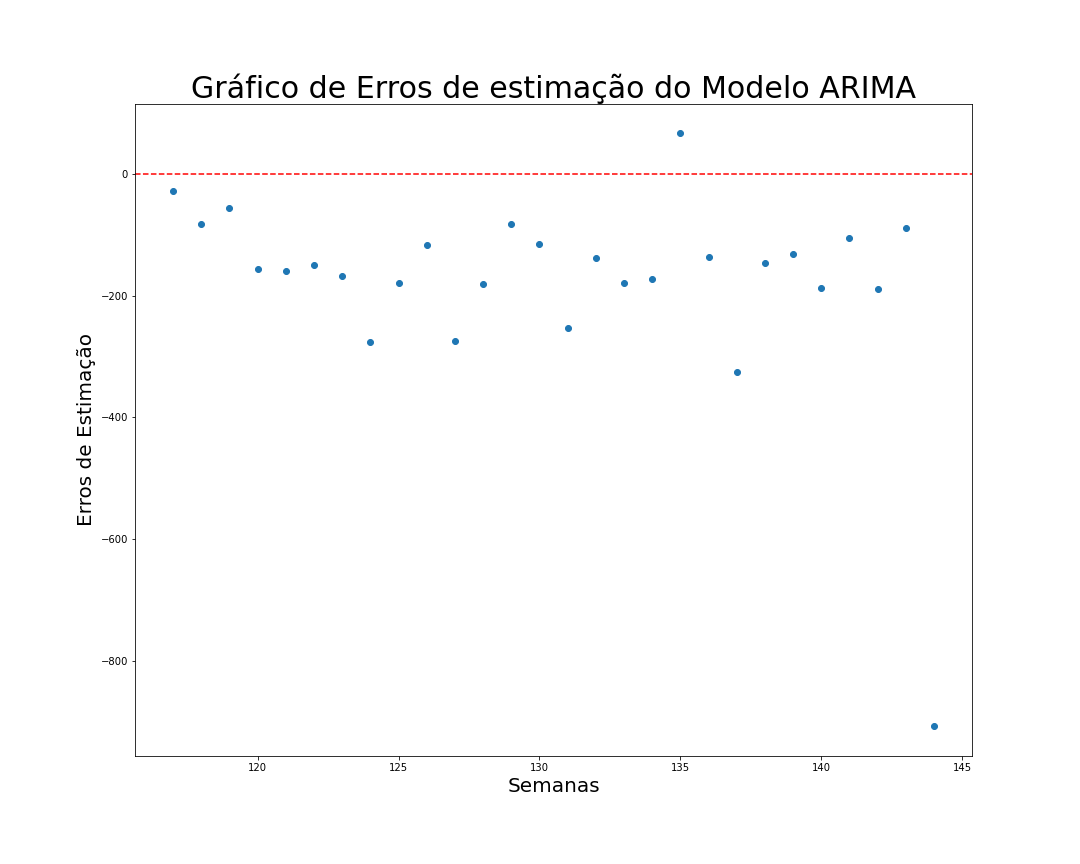 Gráfico de Erros de estimação do Modelo ARIMA
0
−200
−400
−600
−800
Erros de Estimação
120 125 130 135 140 145
Semanas